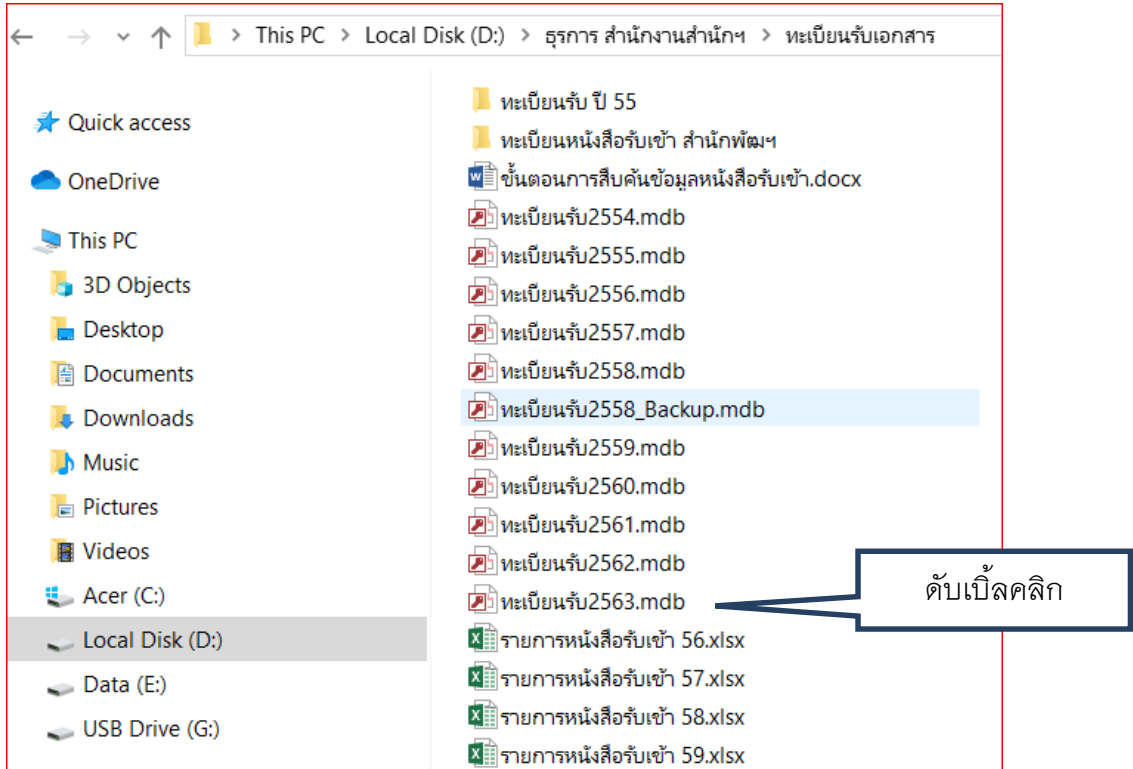 This PC > Local Disk (D:) > ธุรการ สำนักงานสำนักฯ > ทะเบียนรับเอกสาร
Quick access
OneDrive
This PC
3D Objects
Desktop
Documents
Downloads
Music
Pictures
Videos
Acer (C:)
Local Disk (D:)
Data (E:)
USB Drive (G:)
ทะเบียนรับ ปี 55
ทะเบียนหนังสือรับเข้า สำนักพัฒฯ
ขั้นตอนการสืบค้นข้อมูลหนังสือรับเข้า.docx
ทะเบียนรับ2554.mdb
ทะเบียนรับ2555.mdb
ทะเบียนรับ2556.mdb
ทะเบียนรับ2557.mdb
ทะเบียนรับ2558.mdb
ทะเบียนรับ2558_Backup.mdb
ทะเบียนรับ2559.mdb
ทะเบียนรับ2560.mdb
ทะเบียนรับ2561.mdb
ทะเบียนรับ2562.mdb
ทะเบียนรับ2563.mdb
รายการหนังสือรับเข้า 56.xlsx
รายการหนังสือรับเข้า 57.xlsx
รายการหนังสือรับเข้า 58.xlsx
รายการหนังสือรับเข้า 59.xlsx
ดับเบิ้ลคลิก